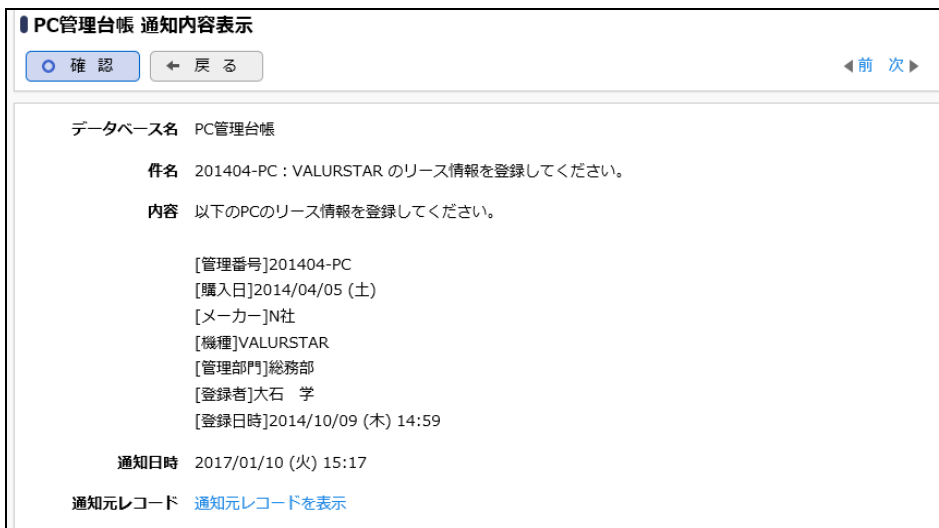 PC管理台帳 通知内容表示
確 認 戻 る 前 次
データベース名 PC管理台帳
件名 201404-PC：VALURSTAR のリース情報を登録してください。
内容 以下のPCのリース情報を登録してください。
[管理番号]201404-PC
[購入日]2014/04/05 (土)
[メーカー]N社
[機種]VALURSTAR
[管理部門]総務部
[登録者]大石　学
[登録日時]2014/10/09 (木) 14:59
通知日時 2017/01/10 (火) 15:17
通知元レコード 通知元レコードを表示